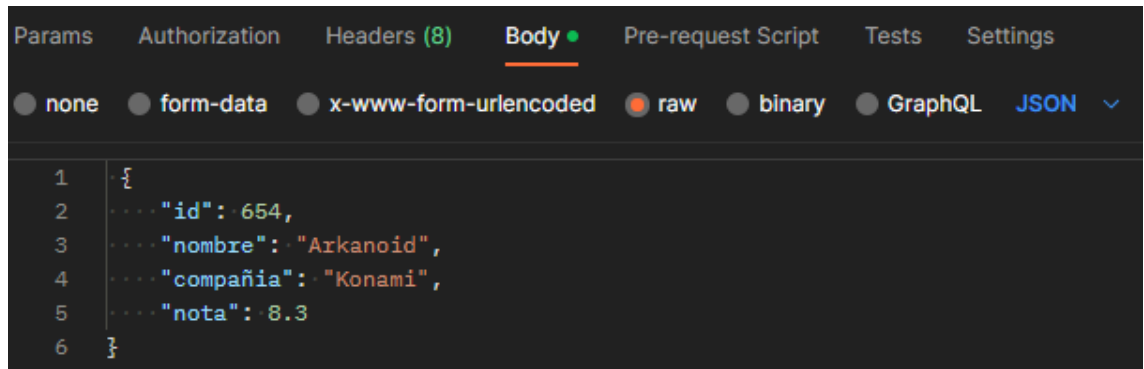 Params Authorization Headers (8) Body Pre-request Script Tests Settings
none form-data x-www-form-urlencoded raw binary GraphQL JSON
1 {
2 "id": 654,
3 "nombre": "Arkanoid",
4 "compañia": "Konami",
5 "nota": 8.3
6 }